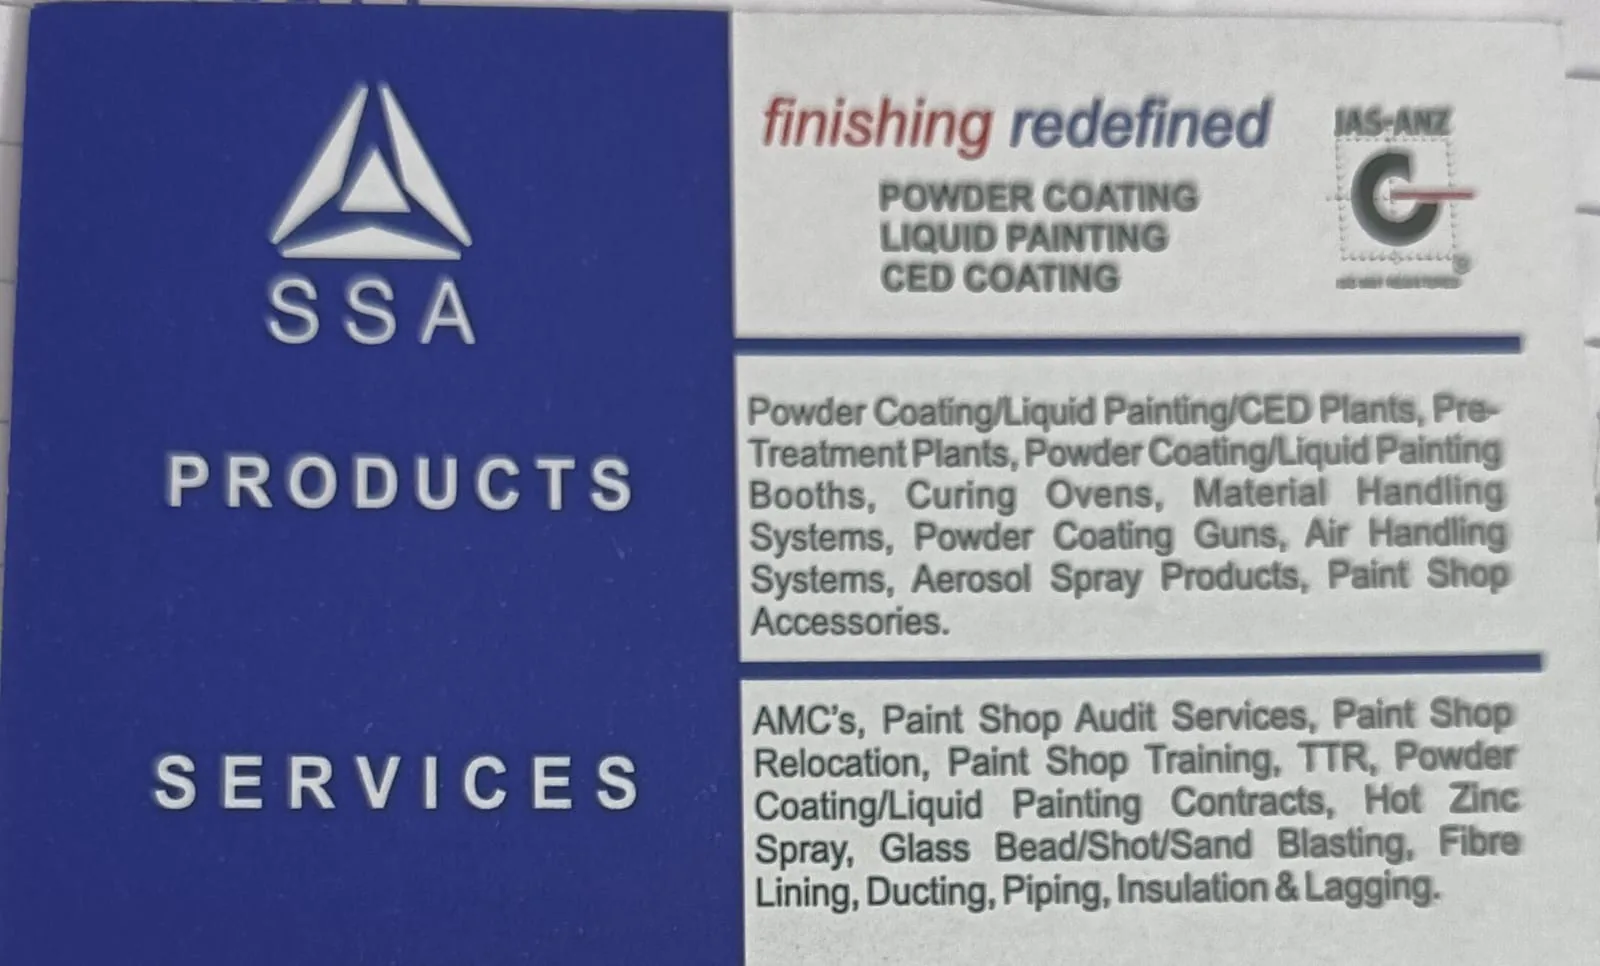 SSA
finishing redefined
POWDER COATING
LIQUID PAINTING
CED COATING
PRODUCTS
Powder Coating/Liquid Painting/CED Plants, Pre-
Treatment Plants, Powder Coating/Liquid Painting
Booths, Curing Ovens, Material Handling
Systems, Powder Coating Guns, Air Handling
Systems, Aerosol Spray Products, Paint Shop
Accessories.
SERVICES
AMC's, Paint Shop Audit Services, Paint Shop
Relocation, Paint Shop Training, TTR, Powder
Coating/Liquid Painting Contracts, Hot Zinc
Spray, Glass Bead/Shot/Sand Blasting, Fibre
Lining, Ducting, Piping, Insulation & Lagging.